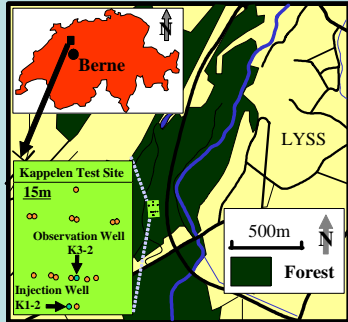 N
Berne
LYSS
Kappelen Test Site
15m
Observation Well
K3-2
Injection Well
K1-2
500m
N
Forest